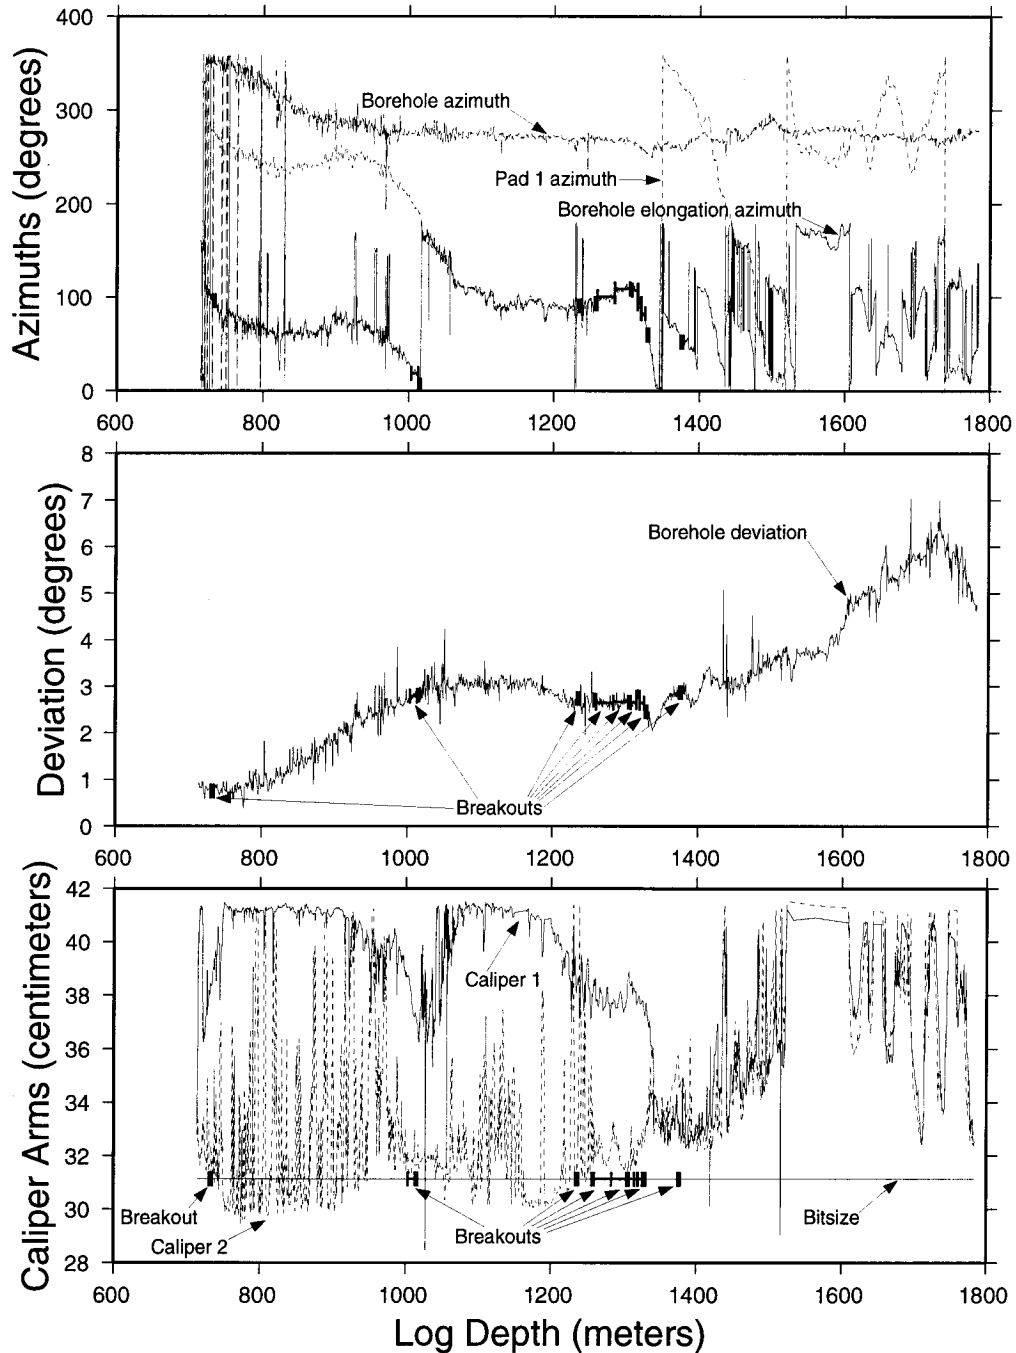 Azimuths (degrees)
400
300
200
100
0
Borehole azimuth
Pad 1 azimuth
Borehole elongation azimuth
600 800 1000 1200 1400 1600 1800
Deviation (degrees)
8
7
6
5
4
3
2
1
0
Borehole deviation
Breakouts
600 800 1000 1200 1400 1600 1800
Caliper Arms (centimeters)
42
40
38
36
34
32
30
28
Caliper 1
Breakout
Caliper 2
Breakouts
Bitsize
600 800 1000 1200 1400 1600 1800
Log Depth (meters)